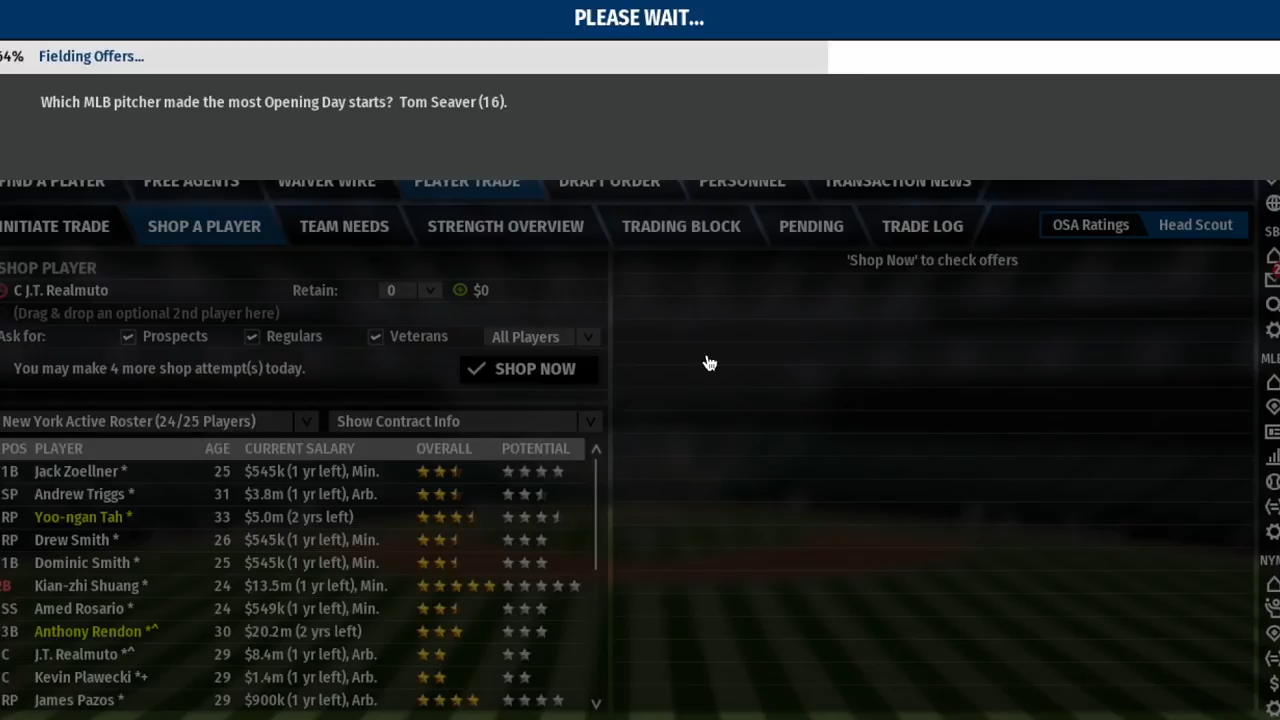 PLEASE WAIT...
64% Fielding Offers...
Which MLB pitcher made the most Opening Day starts? Tom Seaver (16).
FIND A PLAYER FREE AGENTS WAIVER WIRE PLAYER TRADE DRAFT ORDER PERSONNEL TRANSACTION NEWS
INITIATE TRADE SHOP A PLAYER TEAM NEEDS STRENGTH OVERVIEW TRADING BLOCK PENDING TRADE LOG OSA Ratings Head Scout
SHOP PLAYER 'Shop Now' to check offers
C J.T. Realmuto Retain: 0 $0
(Drag & drop an optional 2nd player here)
Ask for: Prospects Regulars Veterans All Players
You may make 4 more shop attempt(s) today. SHOP NOW
New York Active Roster (24/25 Players) Show Contract Info
POS PLAYER AGE CURRENT SALARY OVERALL POTENTIAL
1B Jack Zoellner * 25 $545k (1 yr left), Min.
SP Andrew Triggs * 31 $3.8m (1 yr left), Arb.
RP Yoo-ngan Tah * 33 $5.0m (2 yrs left)
RP Drew Smith * 26 $545k (1 yr left), Min.
1B Dominic Smith * 25 $545k (1 yr left), Min.
2B Kian-zhi Shuang * 24 $13.5m (1 yr left), Min.
SS Amed Rosario * 24 $549k (1 yr left), Min.
3B Anthony Rendon *^ 30 $20.2m (2 yrs left)
C J.T. Realmuto *^ 29 $8.4m (1 yr left), Arb.
C Kevin Plawecki *+ 29 $1.4m (1 yr left), Arb.
RP James Pazos * 29 $900k (1 yr left), Arb.
SB
MLB
NYM